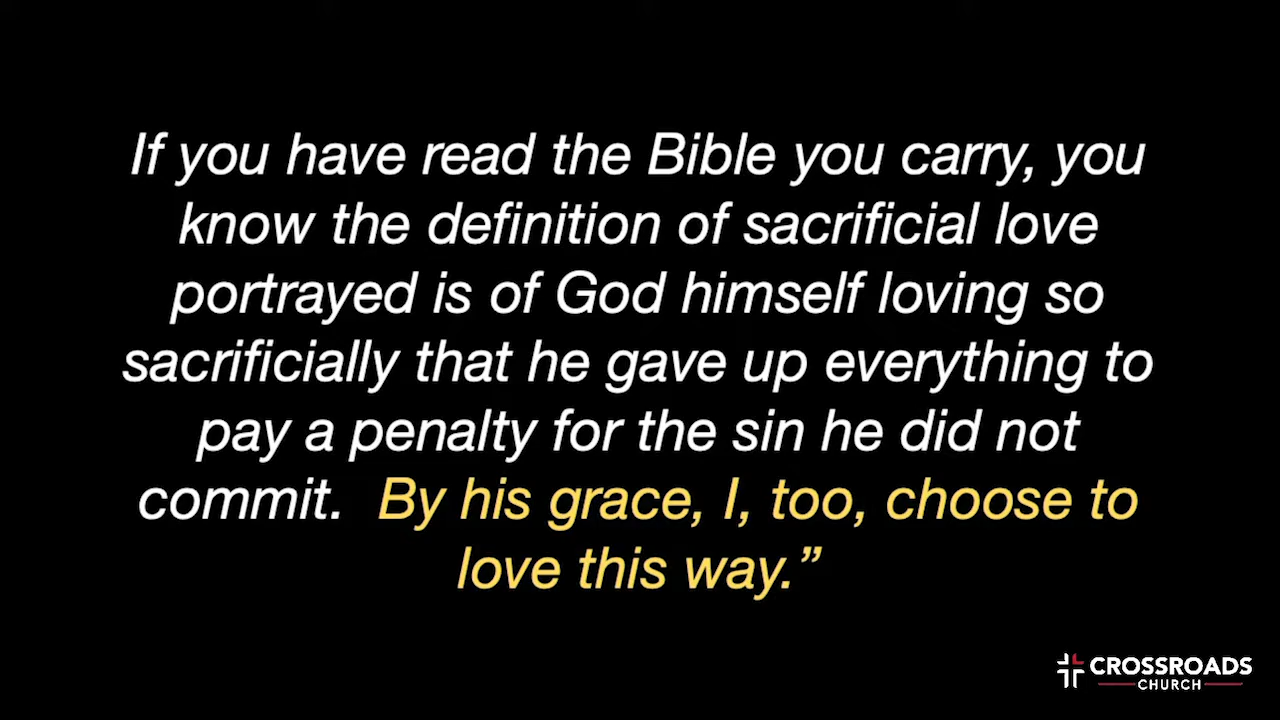 If you have read the Bible you carry, you
know the definition of sacrificial love
portrayed is of God himself loving so
sacrificially that he gave up everything to
pay a penalty for the sin he did not
commit.  By his grace, I, too, choose to
love this way.”
CROSSROADS
CHURCH